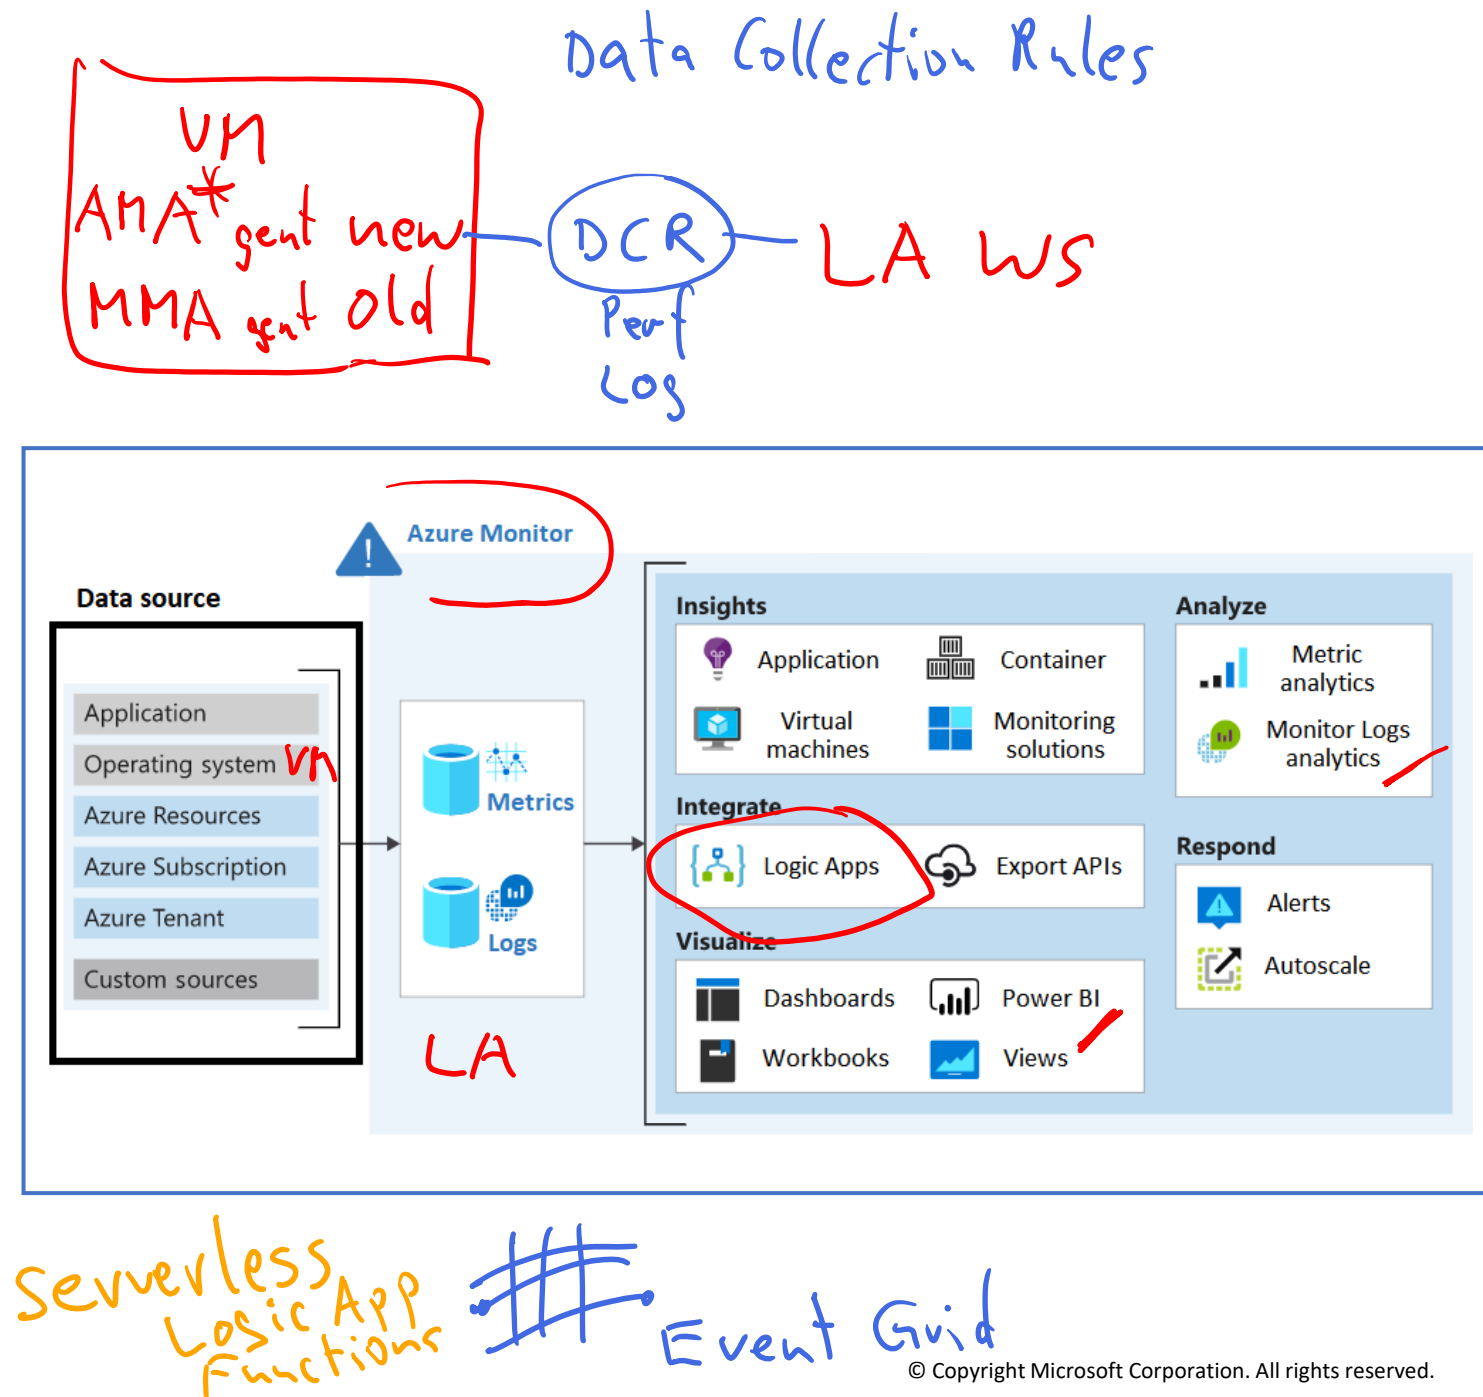 Data Collection Rules
VM
AMA* gent new
MMA gent old
DCR
LA WS
Perf
Log
Azure Monitor
Data source
Application
Operating system VM
Azure Resources
Azure Subscription
Azure Tenant
Custom sources
Metrics
Logs
LA
Insights
Application
Container
Virtual machines
Monitoring solutions
Integrate
Logic Apps
Export APIs
Visualize
Dashboards
Power BI
Workbooks
Views
Analyze
Metric analytics
Monitor Logs analytics
Respond
Alerts
Autoscale
Serverless
Logic App
Functions
Event Grid
© Copyright Microsoft Corporation. All rights reserved.